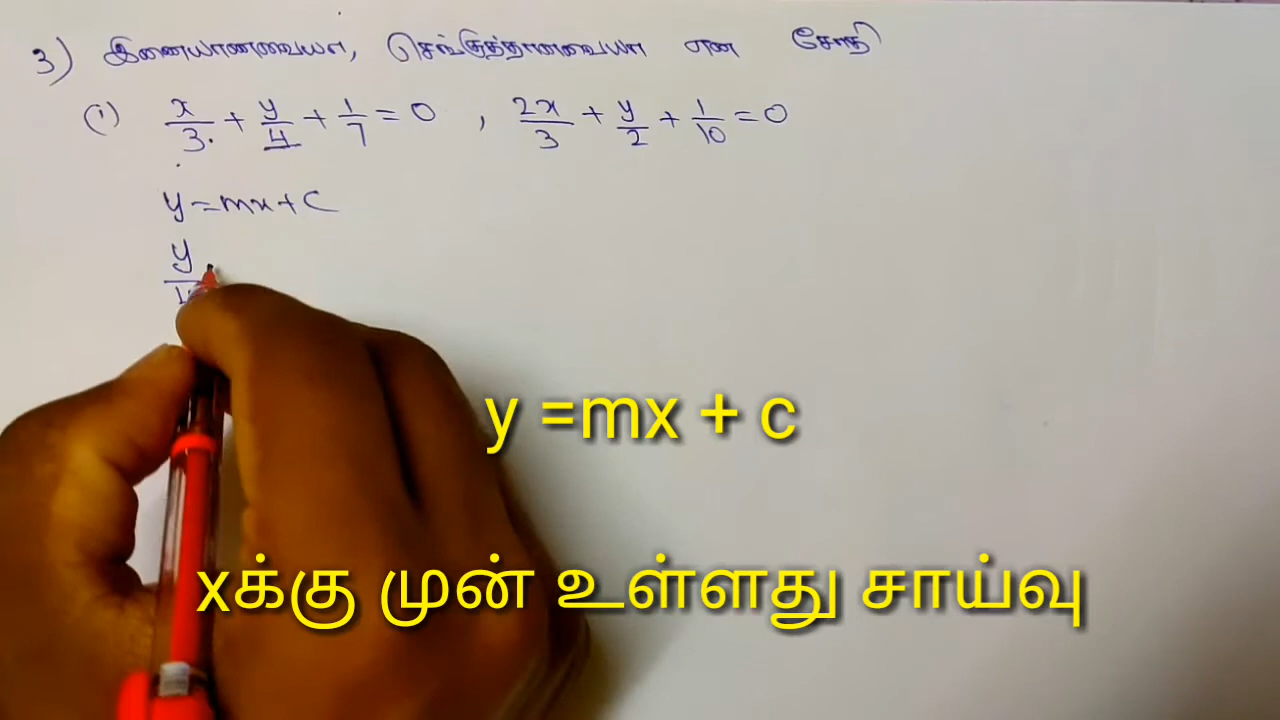 3) இணையானவையா, செங்குத்தானவையா என சோதி
(i) x/3 + y/4 + 1/7 = 0 , 2x/3 + y/2 + 1/10 = 0
y = mx + c
y/4
y =mx + c
xக்கு முன் உள்ளது சாய்வு